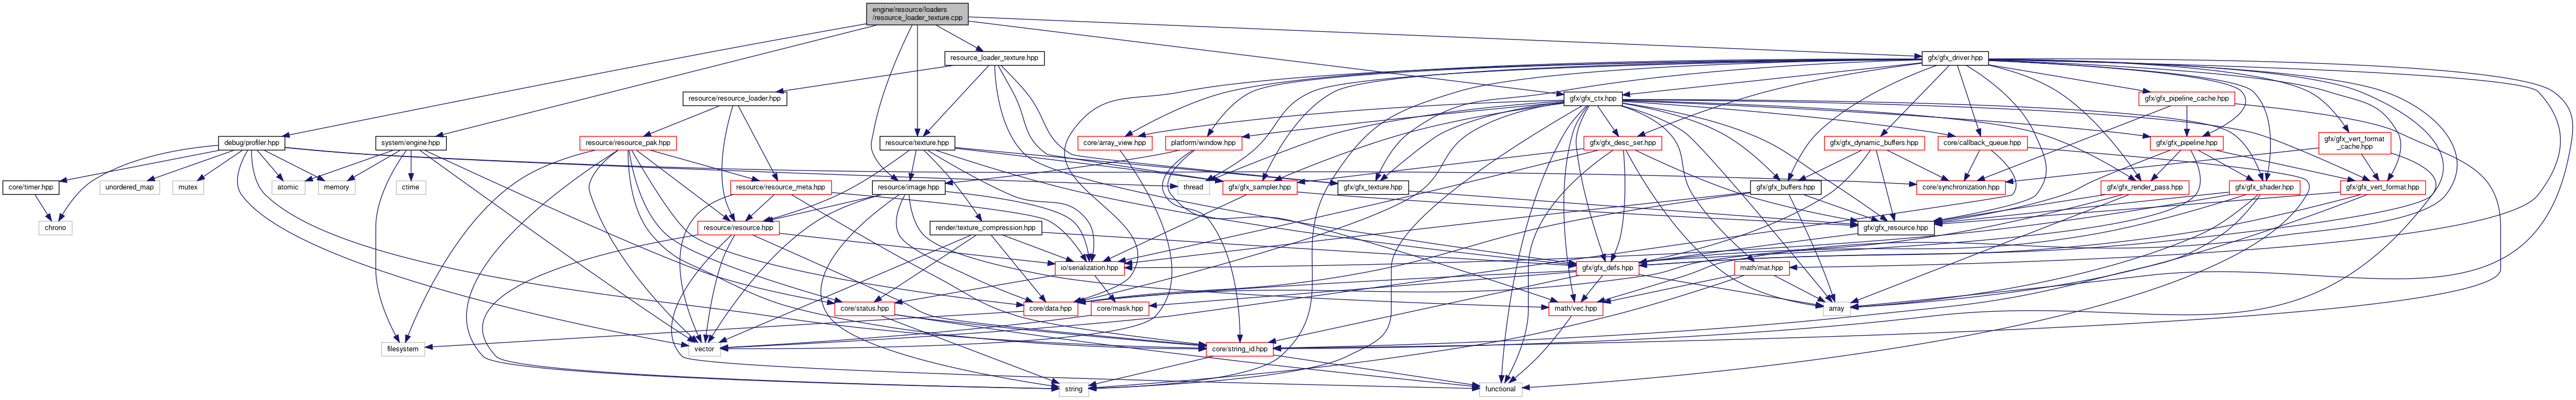 engine/resource/loaders
/resource_loader_texture.cpp
resource_loader_texture.hpp
gfx/gfx_driver.hpp
resource/resource_loader.hpp
gfx/gfx_ctx.hpp
gfx/gfx_pipeline_cache.hpp
debug/profiler.hpp
system/engine.hpp
resource/resource_pak.hpp
resource/texture.hpp
core/array_view.hpp
platform/window.hpp
gfx/gfx_desc_set.hpp
gfx/gfx_dynamic_buffers.hpp
core/callback_queue.hpp
gfx/gfx_pipeline.hpp
gfx/gfx_vert_format
_cache.hpp
core/timer.hpp
unordered_map
mutex
atomic
memory
ctime
resource/resource_meta.hpp
resource/image.hpp
thread
gfx/gfx_sampler.hpp
gfx/gfx_texture.hpp
gfx/gfx_buffers.hpp
core/synchronization.hpp
gfx/gfx_render_pass.hpp
gfx/gfx_shader.hpp
gfx/gfx_vert_format.hpp
chrono
resource/resource.hpp
render/texture_compression.hpp
gfx/gfx_resource.hpp
io/serialization.hpp
gfx/gfx_defs.hpp
math/mat.hpp
core/status.hpp
core/data.hpp
core/mask.hpp
math/vec.hpp
array
filesystem
vector
core/string_id.hpp
string
functional